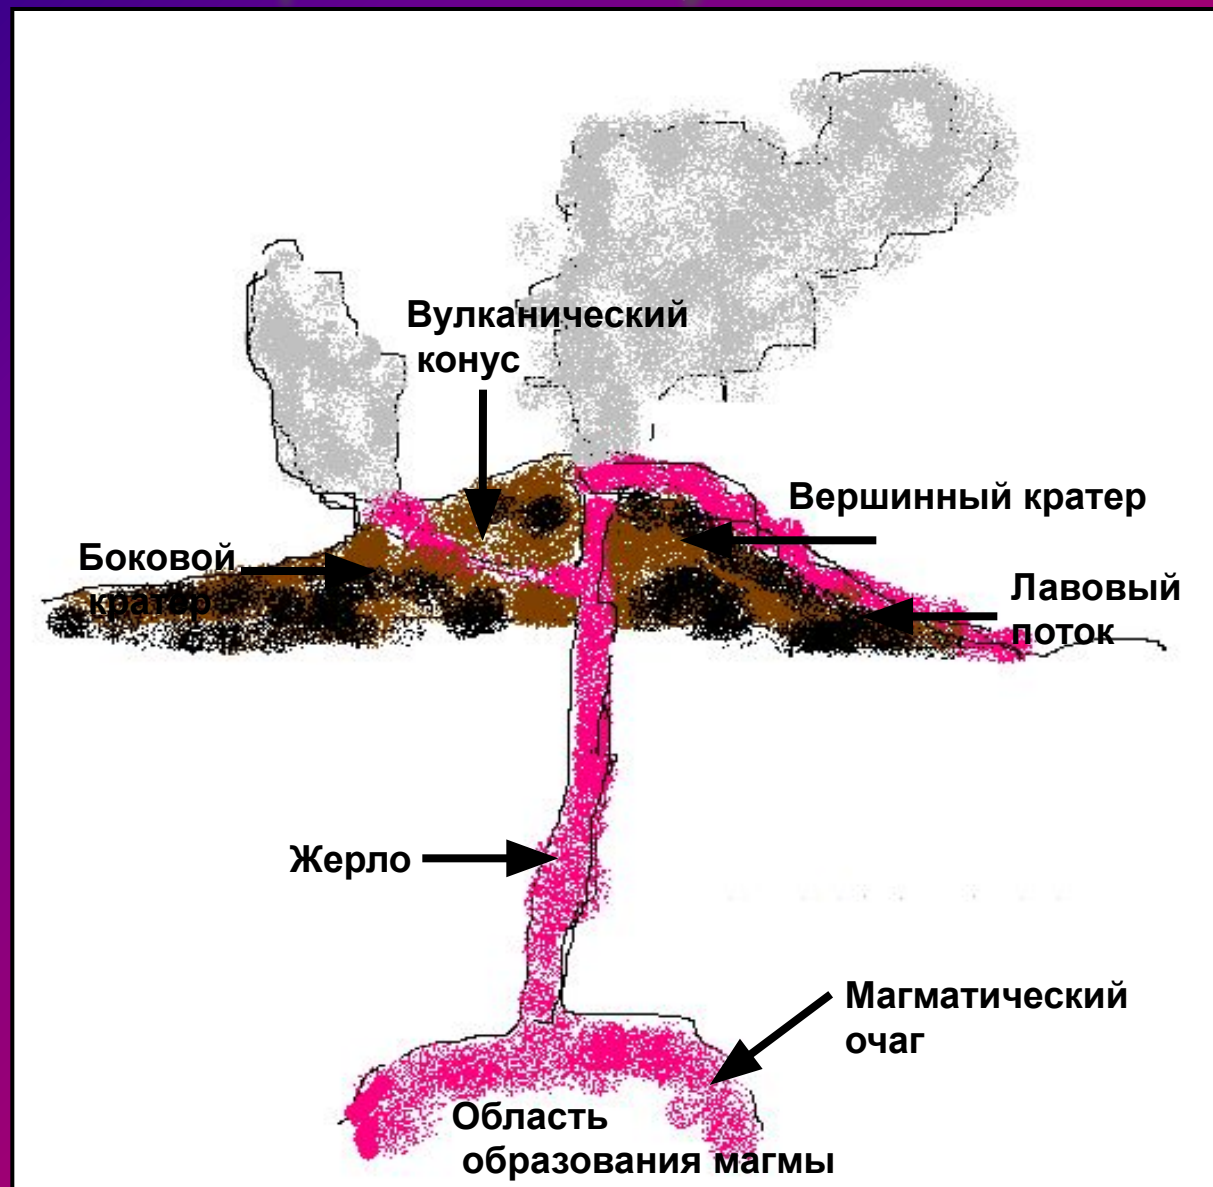 Вулканический
конус
Вершинный кратер
Боковой
кратер
Лавовый
поток
Жерло
Магматический
очаг
Область
образования магмы